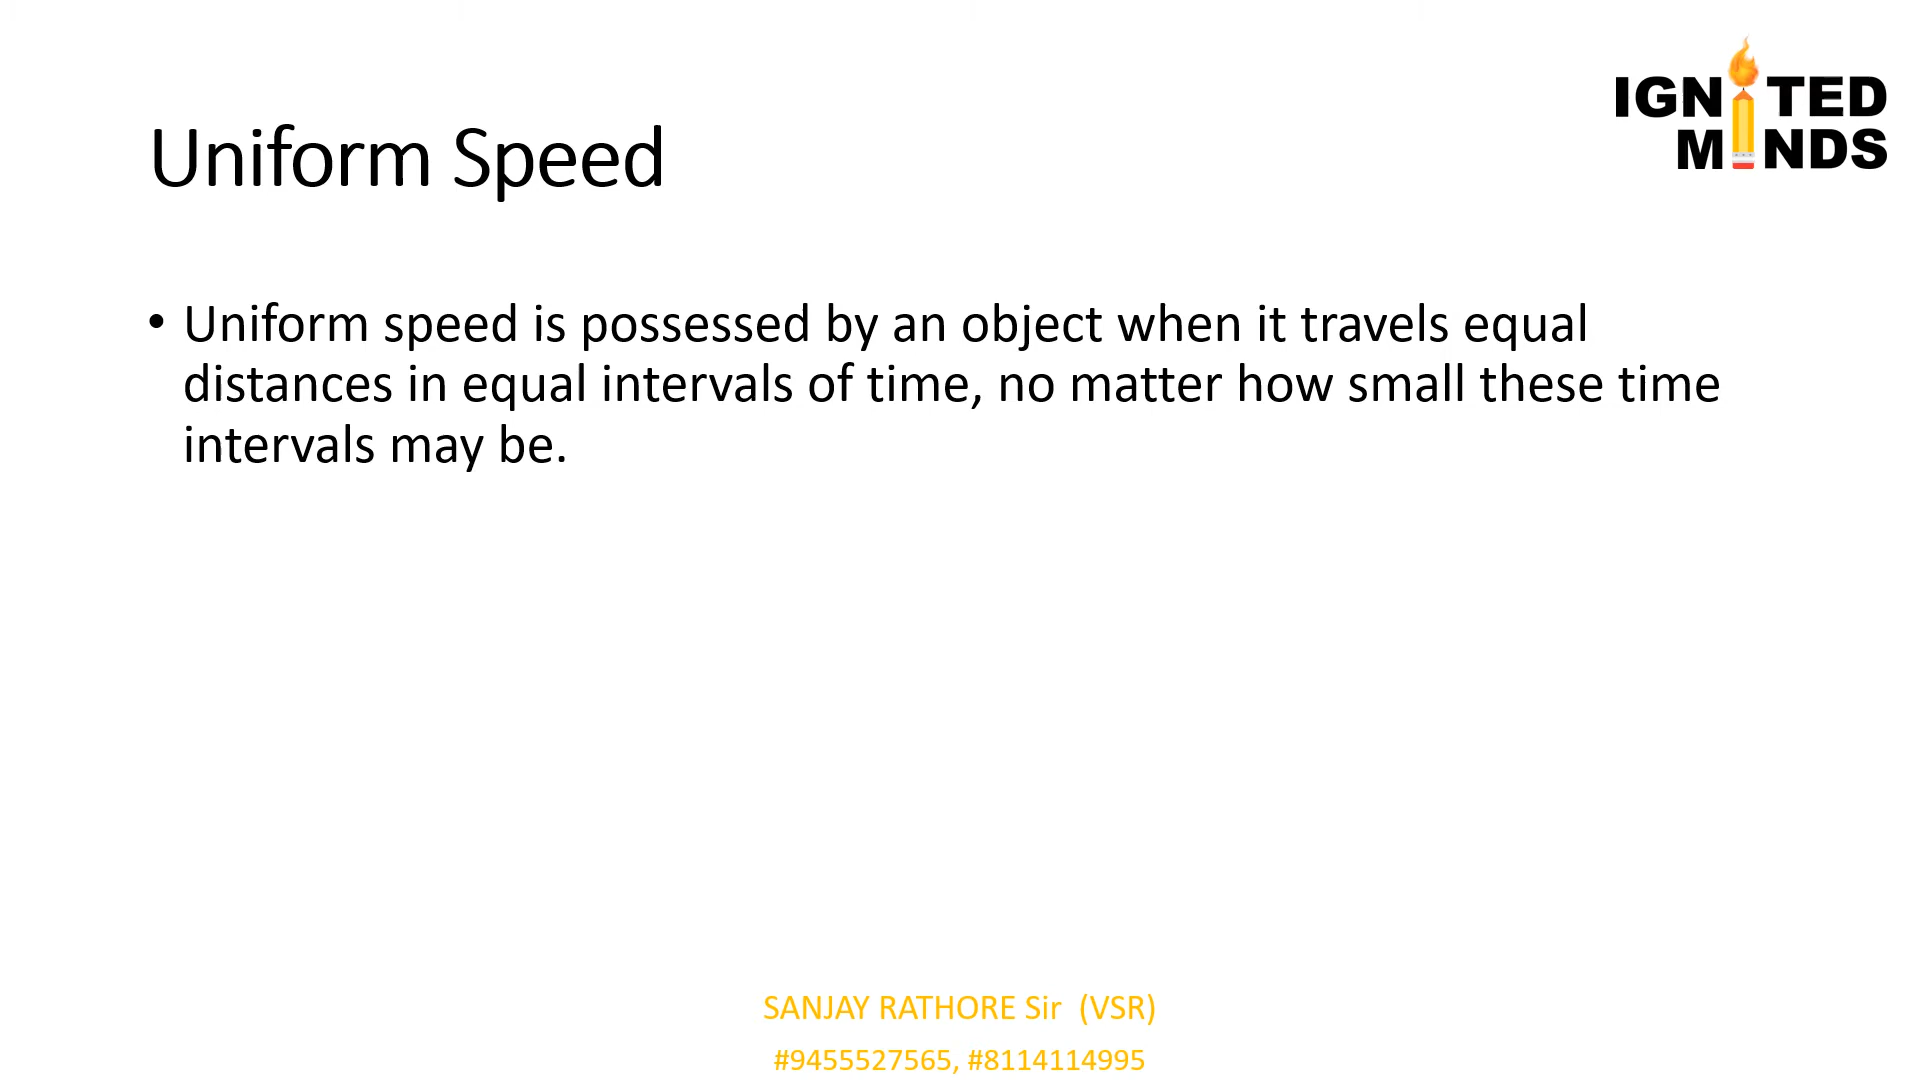 IGNITED
MINDS
Uniform Speed
• Uniform speed is possessed by an object when it travels equal
distances in equal intervals of time, no matter how small these time
intervals may be.
SANJAY RATHORE Sir (VSR)
#9455527565, #8114114995